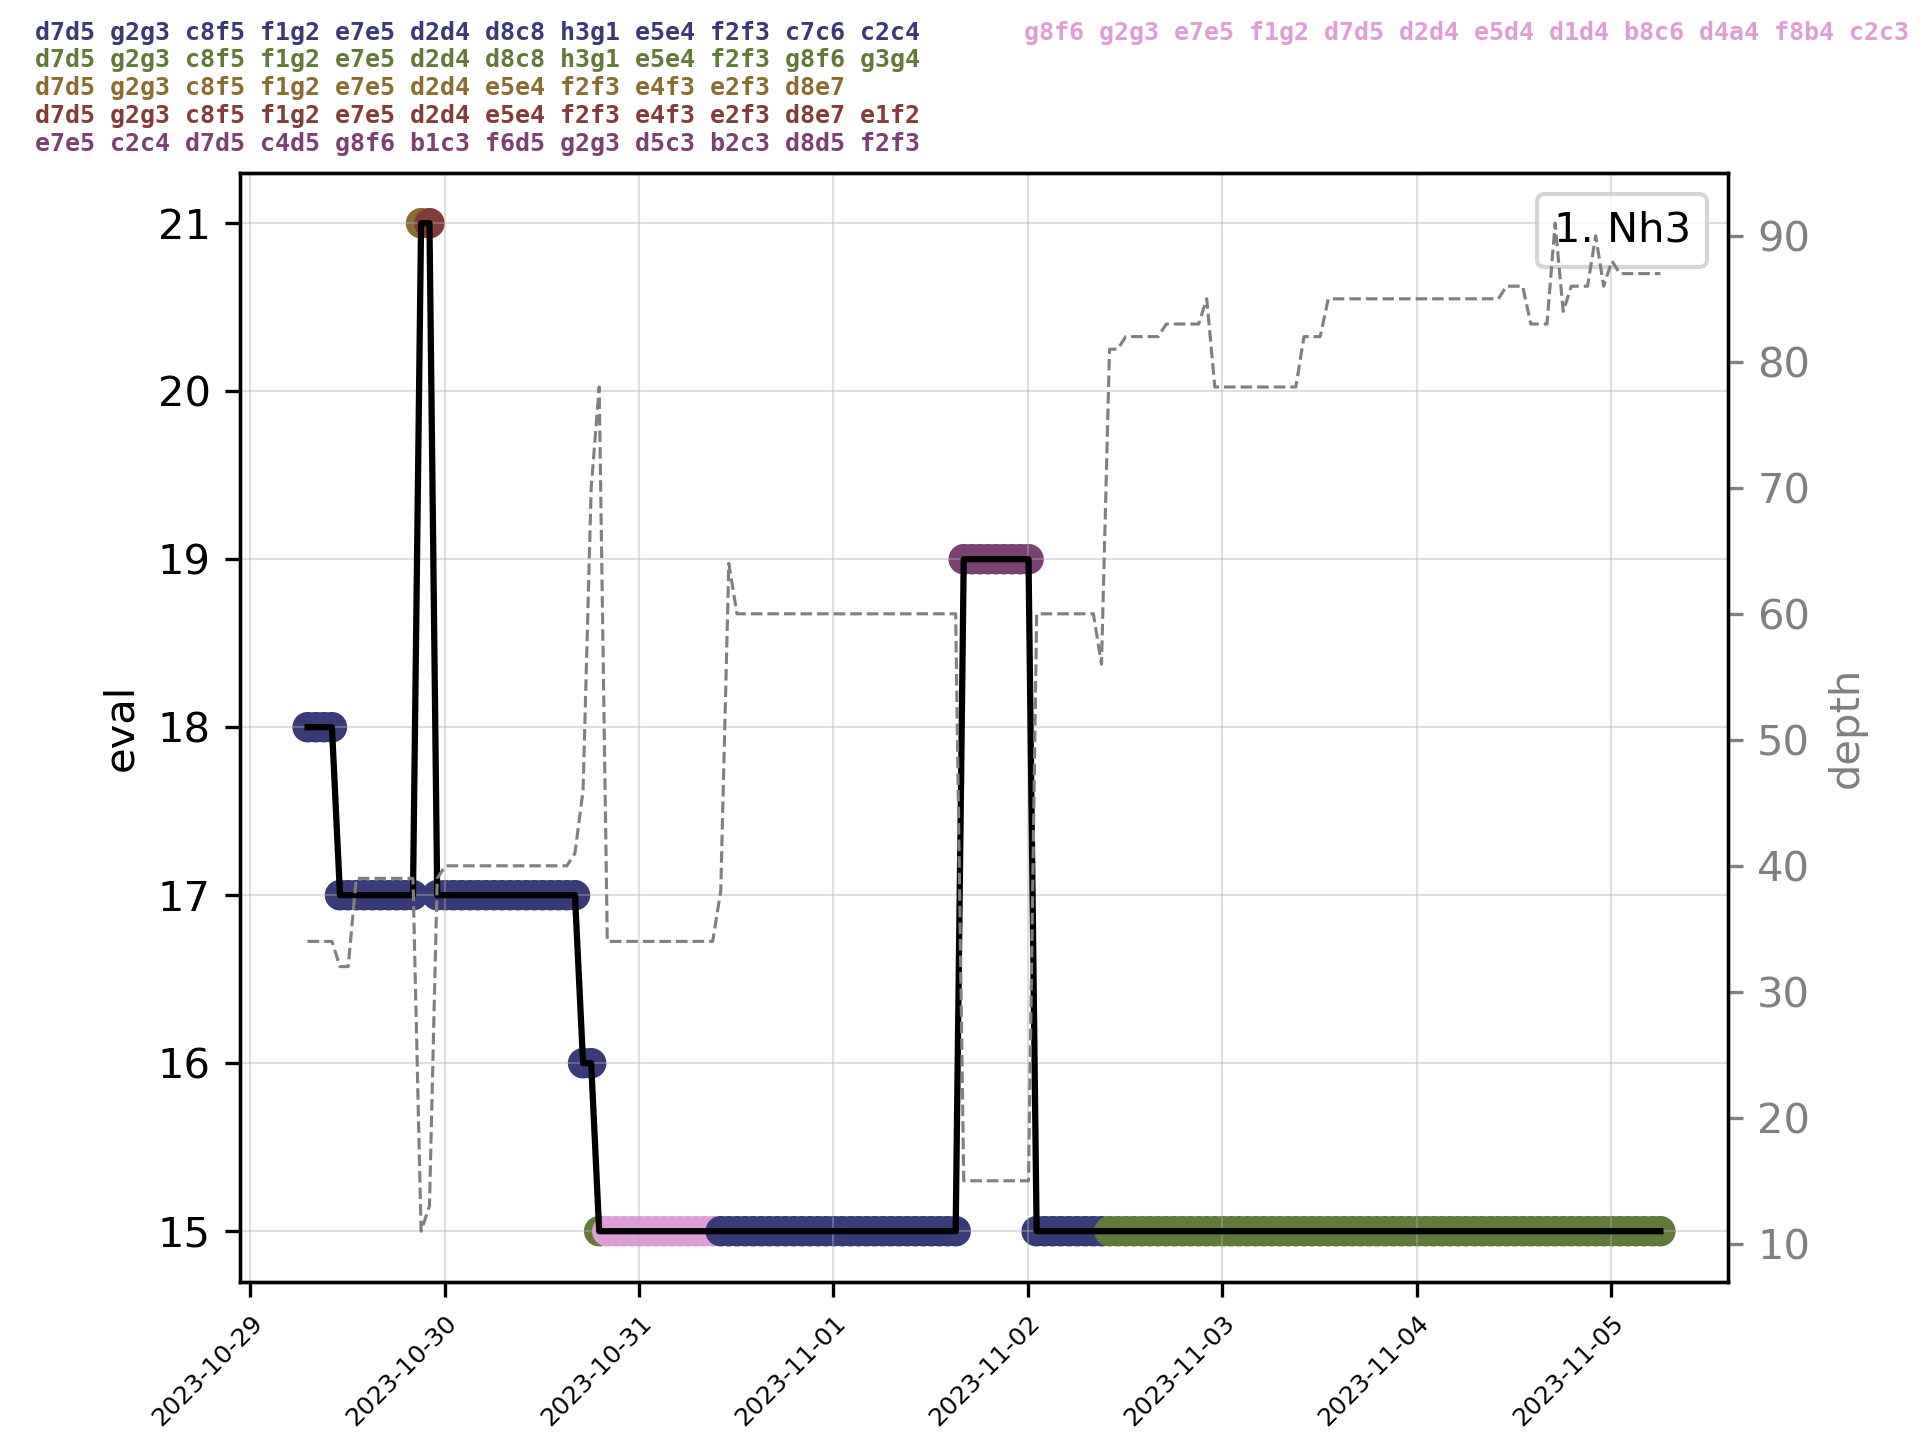 d7d5 g2g3 c8f5 f1g2 e7e5 d2d4 d8c8 h3g1 e5e4 f2f3 c7c6 c2c4
d7d5 g2g3 c8f5 f1g2 e7e5 d2d4 d8c8 h3g1 e5e4 f2f3 g8f6 g3g4
d7d5 g2g3 c8f5 f1g2 e7e5 d2d4 e5e4 f2f3 e4f3 e2f3 d8e7
d7d5 g2g3 c8f5 f1g2 e7e5 d2d4 e5e4 f2f3 e4f3 e2f3 d8e7 e1f2
e7e5 c2c4 d7d5 c4d5 g8f6 b1c3 f6d5 g2g3 d5c3 b2c3 d8d5 f2f3
g8f6 g2g3 e7e5 f1g2 d7d5 d2d4 e5d4 d1d4 b8c6 d4a4 f8b4 c2c3
1. Nh3
eval
21
20
19
18
17
16
15
depth
90
80
70
60
50
40
30
20
10
2023-10-29
2023-10-30
2023-10-31
2023-11-01
2023-11-02
2023-11-03
2023-11-04
2023-11-05